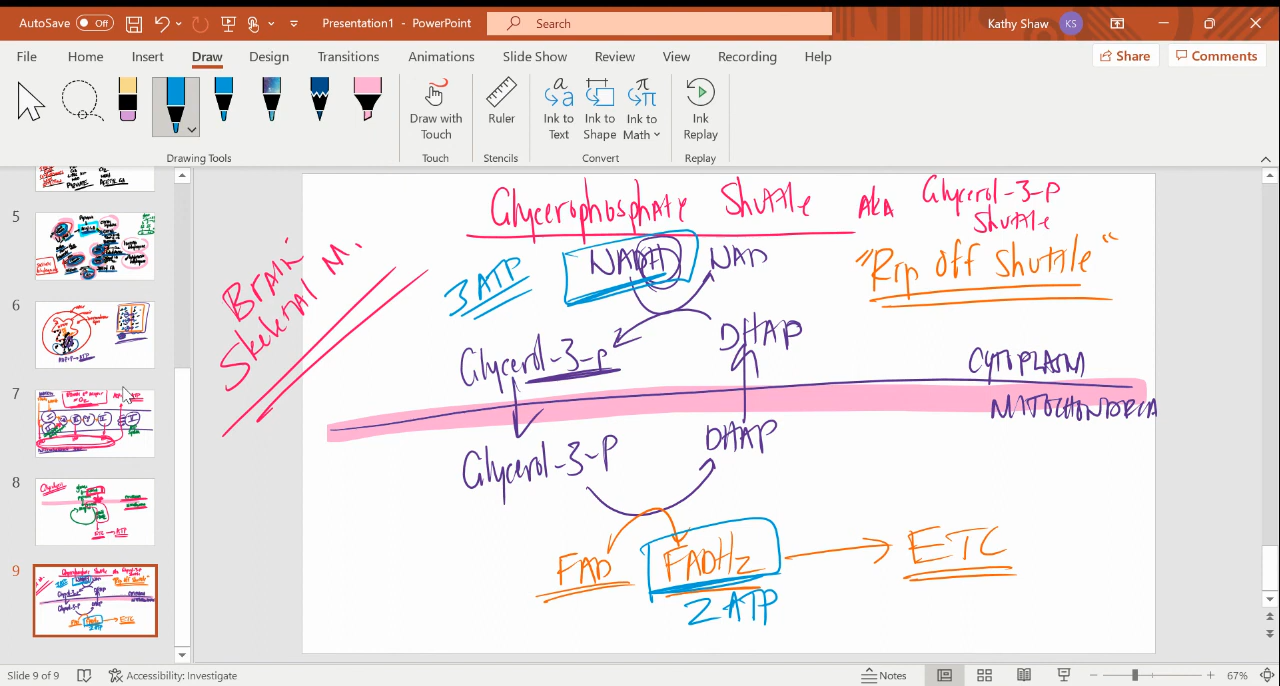 AutoSave Off Presentation1 - PowerPoint Search Kathy Shaw KS
File Home Insert Draw Design Transitions Animations Slide Show Review View Recording Help Share Comments
Draw with Touch
Ruler
Ink to Text
Ink to Shape
Ink to Math
Ink Replay
Drawing Tools Touch Stencils Convert Replay
5
6
7
8
9
Glycerophosphate Shuttle AKA Glycerol-3-P Shuttle
"Rip off Shuttle"
Brain
Skeletal M.
3 ATP
NADH NAD
Glycerol-3-P DHAP
CYTOPLASM
MITOCHONDRIA
Glycerol-3-P DHAP
FAD FADH2 ETC
2 ATP
Slide 9 of 9 Accessibility: Investigate Notes 67%